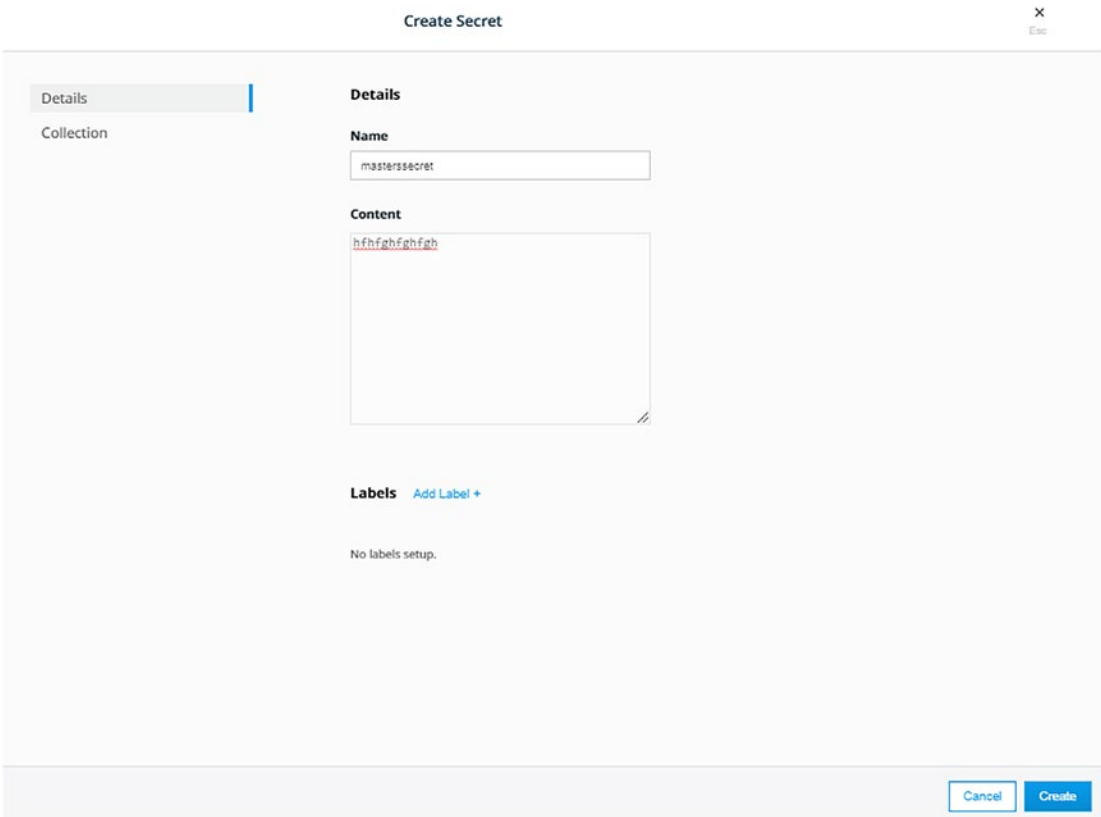 Create Secret
×
Esc
Details
Collection
Details
Name
masterssecret
Content
hfhfghfghfgh
Labels Add Label +
No labels setup.
Cancel Create